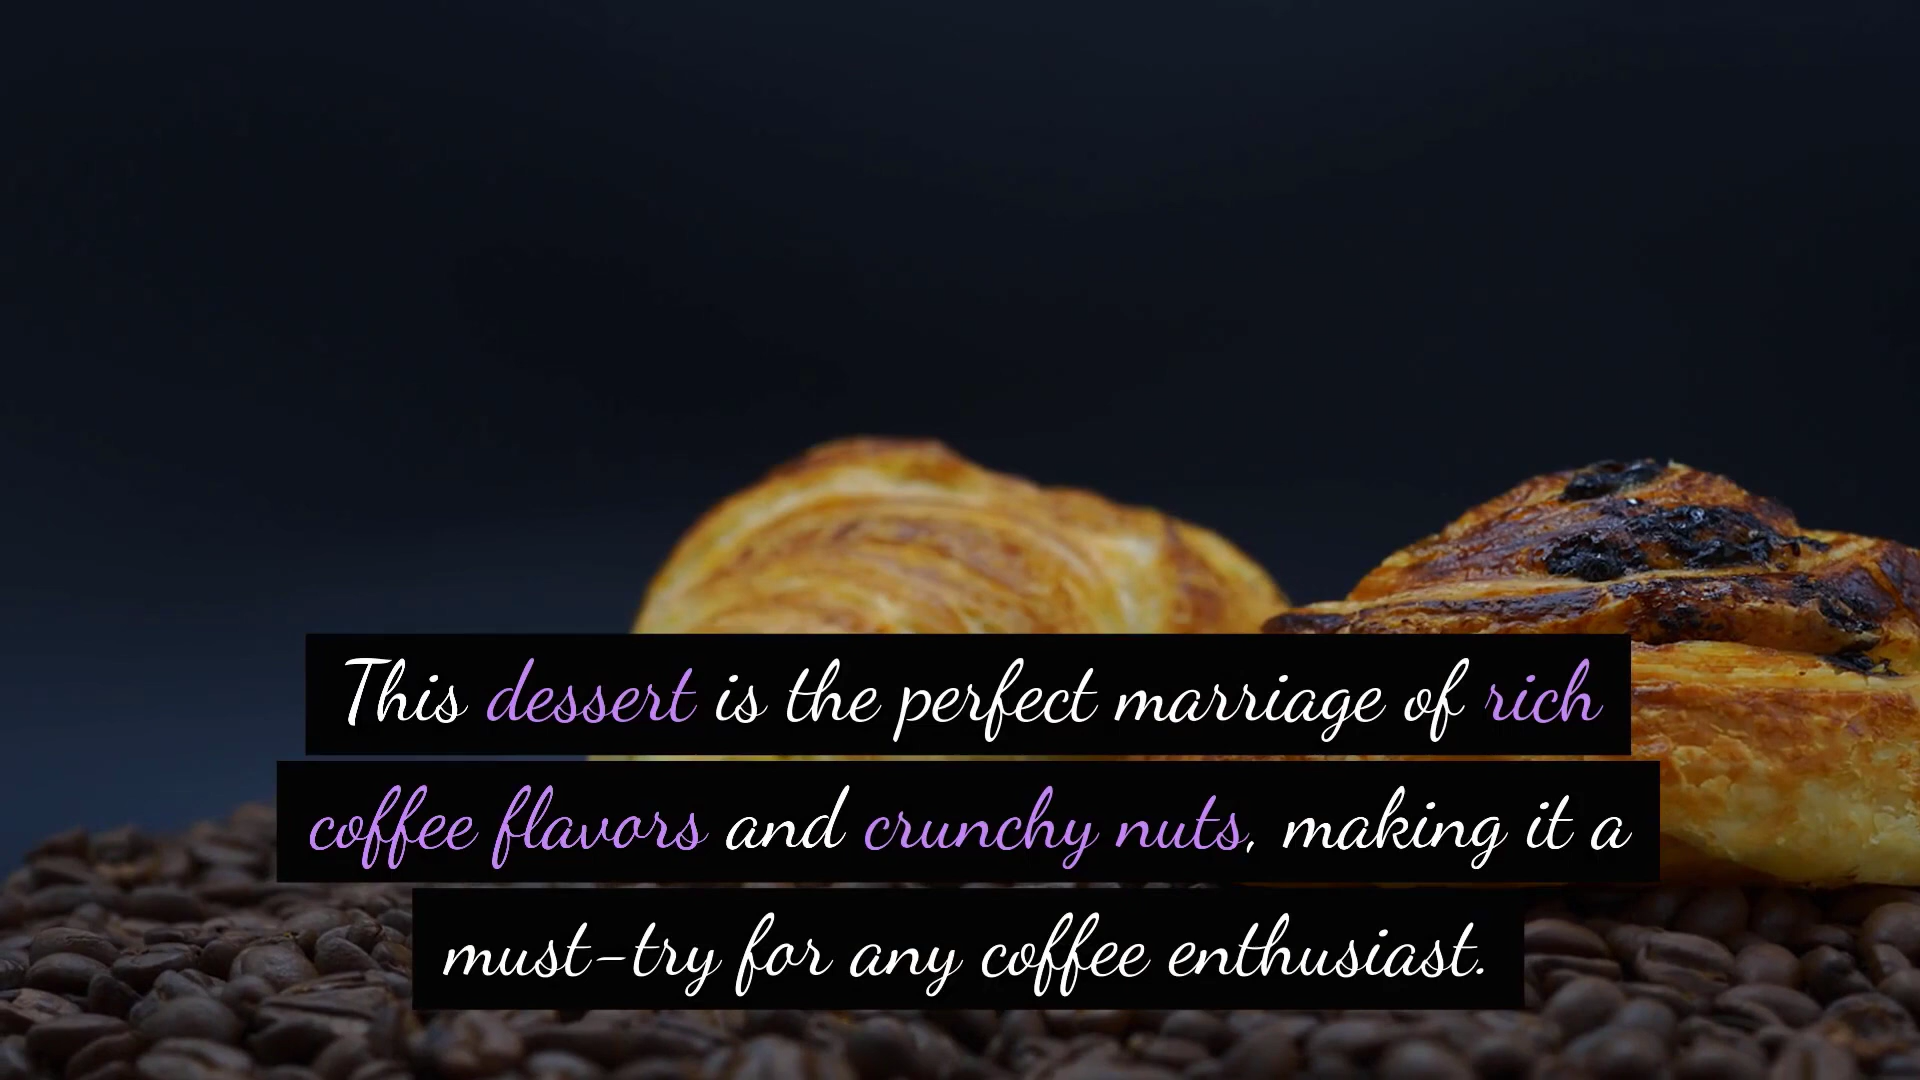 This dessert is the perfect marriage of rich
coffee flavors and crunchy nuts, making it a
must-try for any coffee enthusiast.